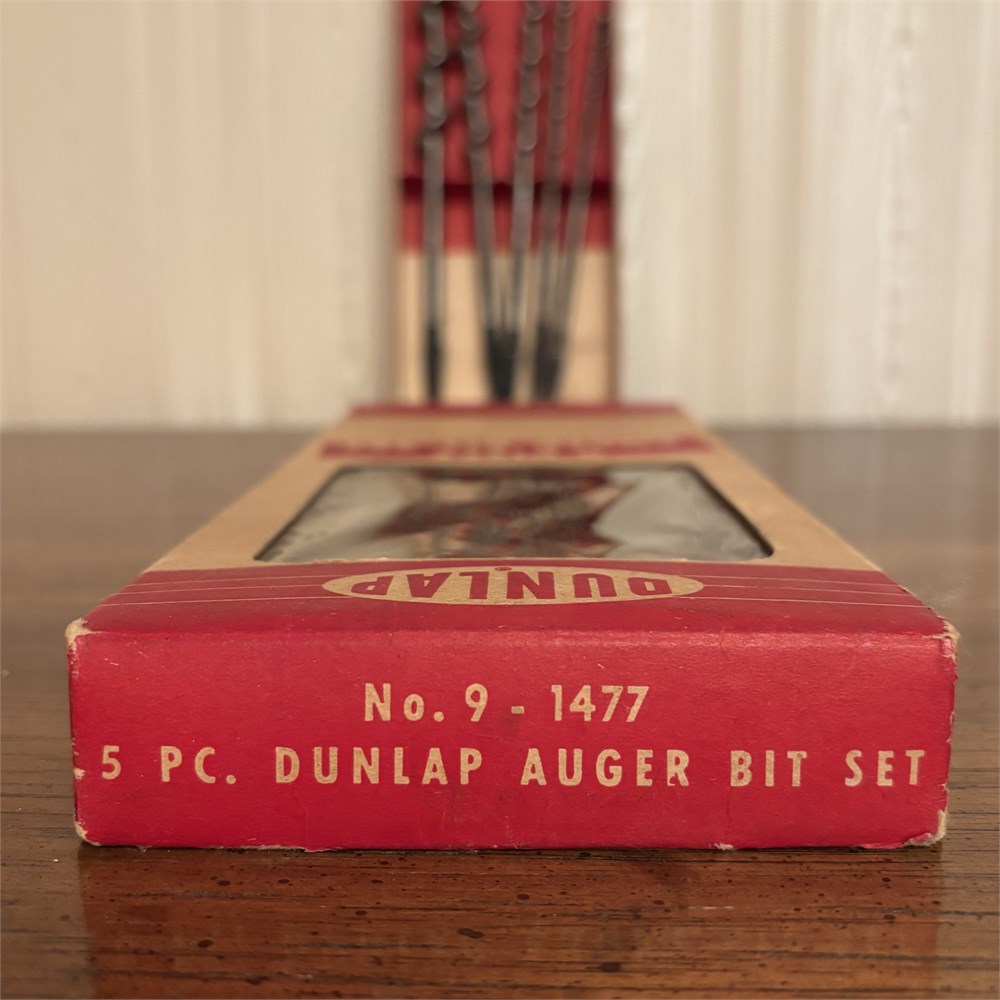 DUNLAP
No. 9 - 1477
5 PC. DUNLAP AUGER BIT SET